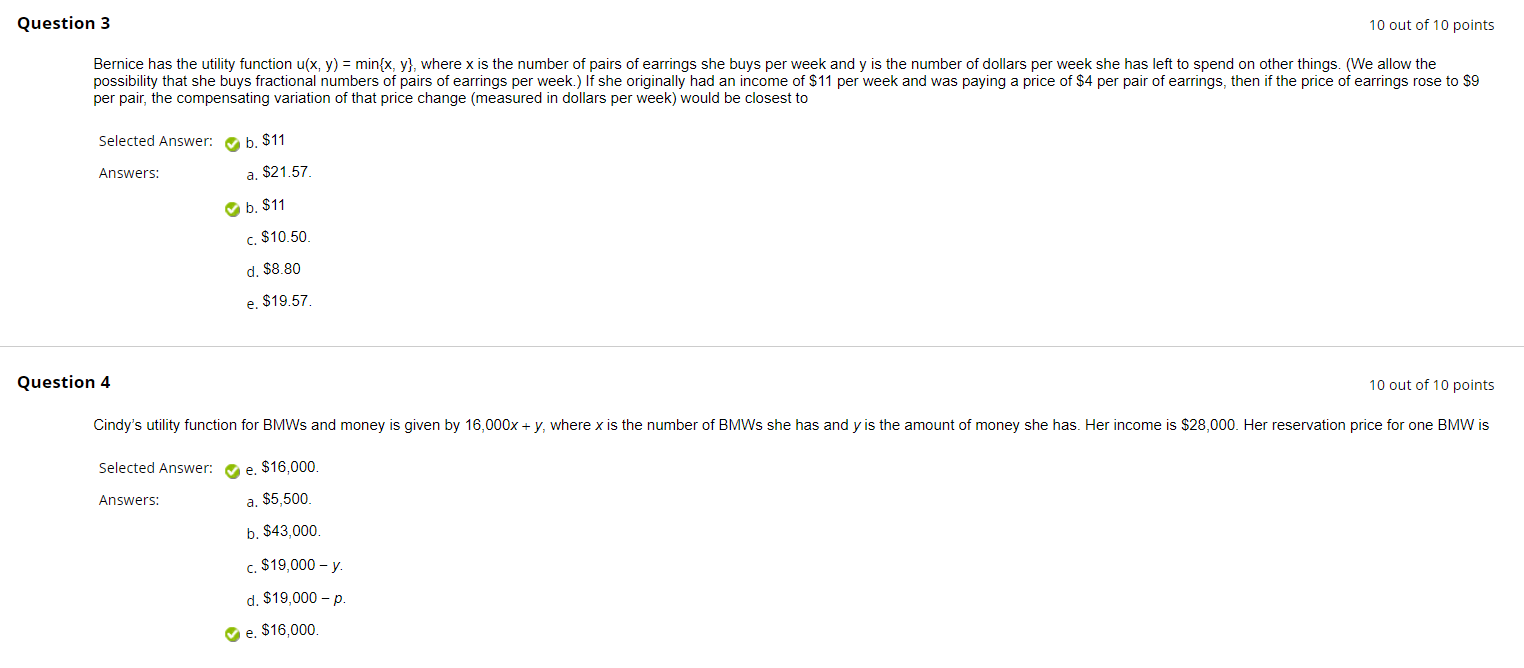 Question 3
10 out of 10 points
Bernice has the utility function u(x, y) = min{x, y}, where x is the number of pairs of earrings she buys per week and y is the number of dollars per week she has left to spend on other things. (We allow the
possibility that she buys fractional numbers of pairs of earrings per week.) If she originally had an income of $11 per week and was paying a price of $4 per pair of earrings, then if the price of earrings rose to $9
per pair, the compensating variation of that price change (measured in dollars per week) would be closest to
Selected Answer: b. $11
Answers: a. $21.57.
b. $11
c. $10.50.
d. $8.80
e. $19.57.
Question 4
10 out of 10 points
Cindy's utility function for BMWs and money is given by 16,000x + y, where x is the number of BMWs she has and y is the amount of money she has. Her income is $28,000. Her reservation price for one BMW is
Selected Answer: e. $16,000.
Answers: a. $5,500.
b. $43,000.
c. $19,000 – y.
d. $19,000 – p.
e. $16,000.